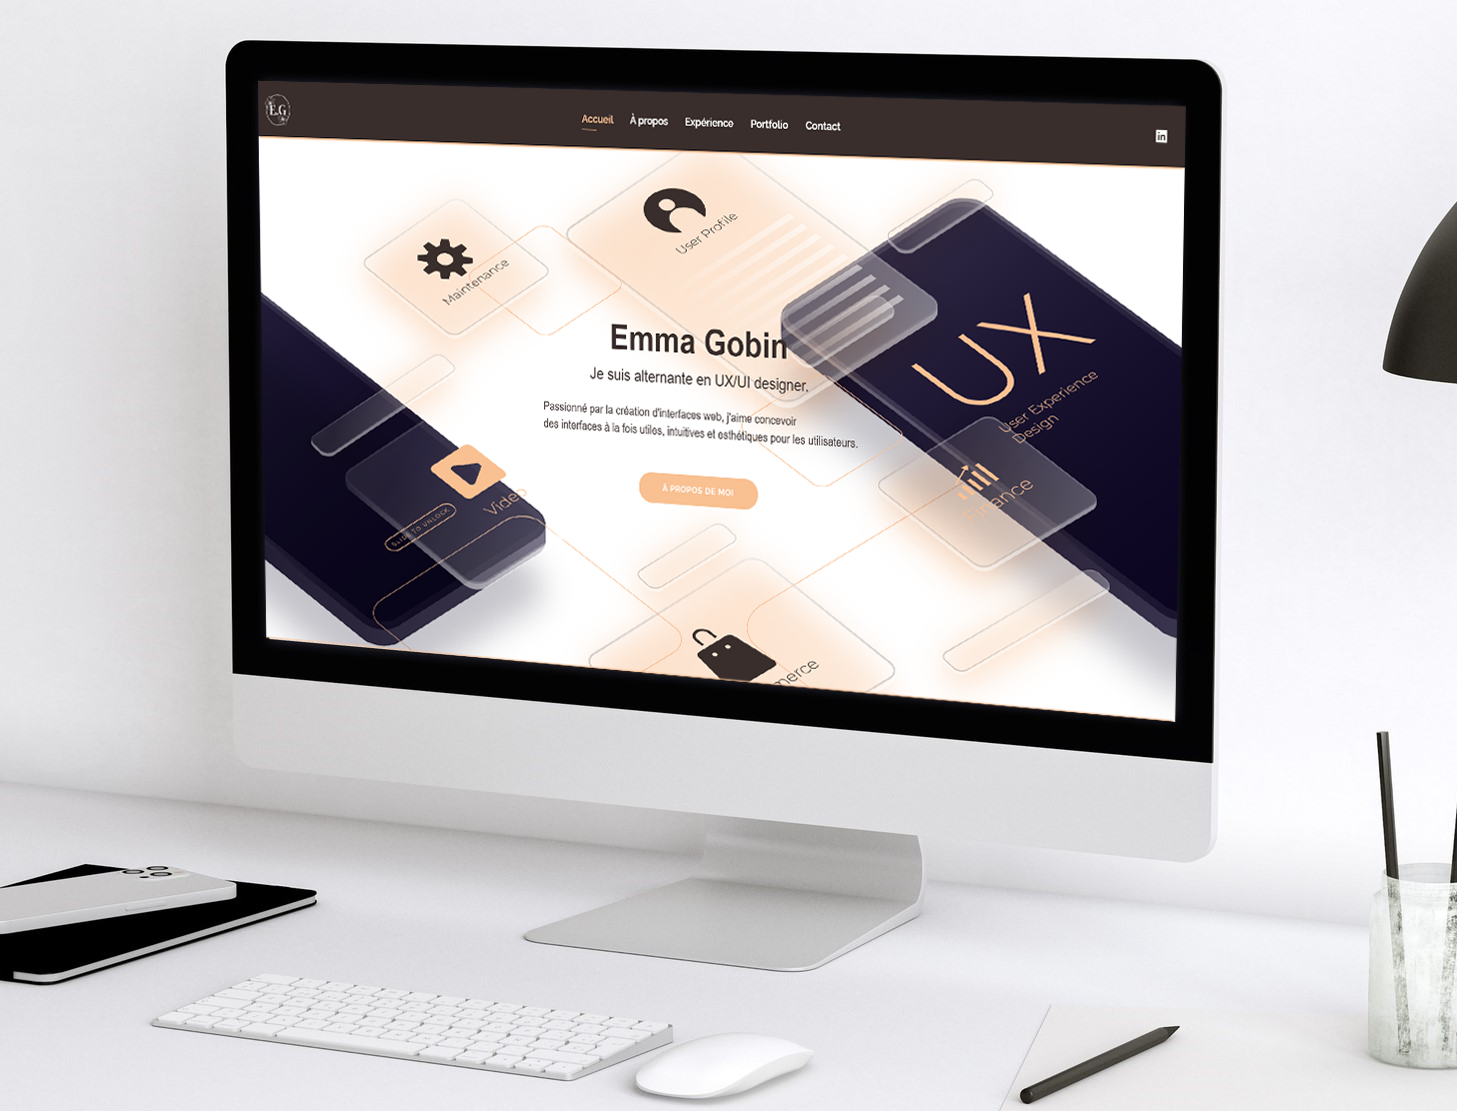 E.G
Accueil
À propos
Expérience
Portfolio
Contact
in
Maintenance
User Profile
UX
User Experience
Design
Emma Gobin
Je suis alternante en UX/UI designer.
Passionné par la création d'interfaces web, j'aime concevoir
des interfaces à la fois utiles, intuitives et esthétiques pour les utilisateurs.
À PROPOS DE MOI
Video
SLIDE TO UNLOCK
Finance
merce